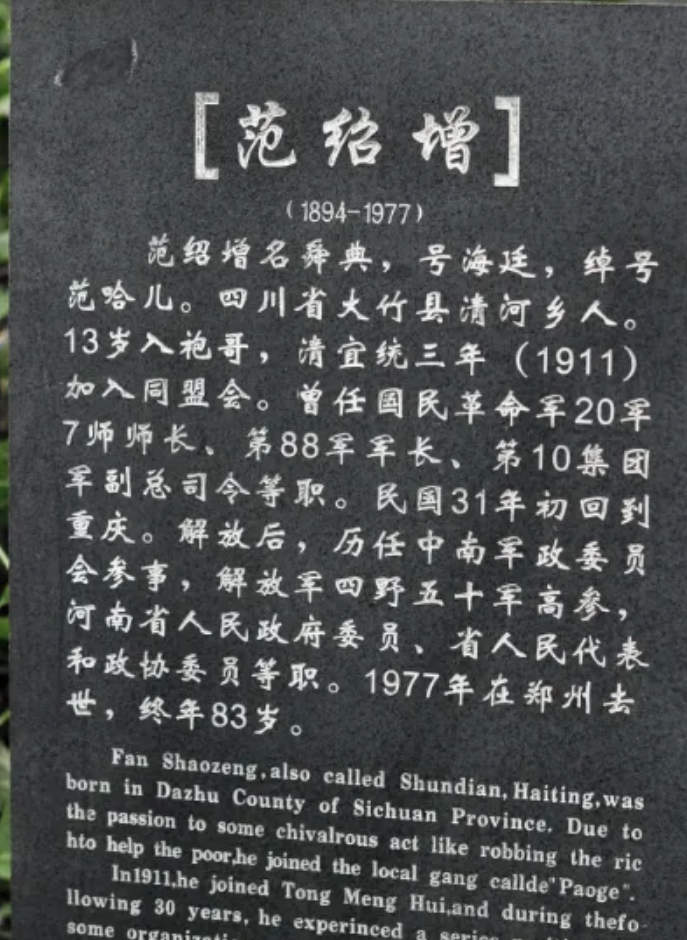 [范绍增]
(1894-1977)
范绍增名舜典，号海廷，绰号
范哈儿。四川省大竹县清河乡人。
13岁入袍哥，清宜统三年（1911）
加入同盟会。曾任国民革命军20军
7师师长、第88军军长、第10集团
军副总司令等职。民国31年初回到
重庆。解放后，历任中南军政委员
会参事，解放军四野五十军高参，
河南省人民政府委员、省人民代表
和政协委员等职。1977年在郑州去
世，终年83岁。
Fan Shaozeng,also called Shundian,Haiting,was
born in Dazhu County of Sichuan Province. Due to
the passion to some chivalrous act like robbing the ric
hto help the poor,he joined the local gang callde"Paoge".
In1911,he joined Tong Meng Hui,and during thefo-
llowing 30 years, he experinced a series
some